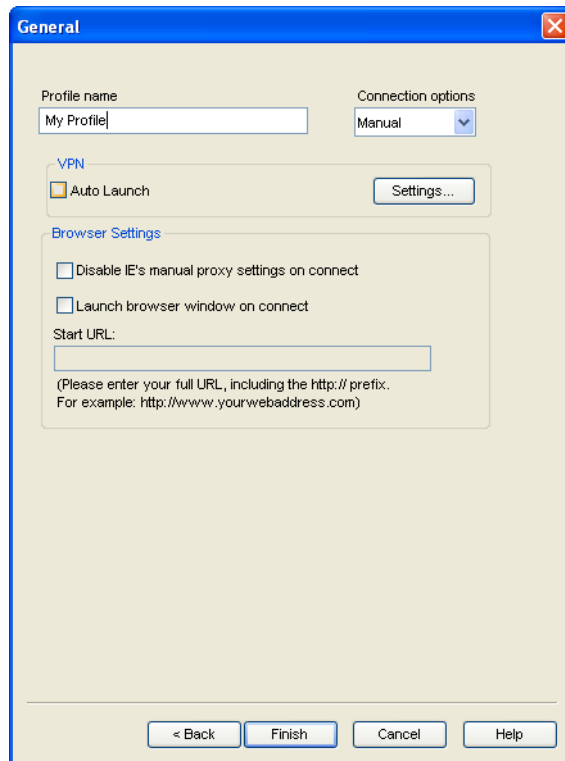 General
Profile name
Connection options
My Profile
Manual
VPN
Auto Launch
Settings...
Browser Settings
Disable IE's manual proxy settings on connect
Launch browser window on connect
Start URL:
(Please enter your full URL, including the http:// prefix.
For example: http://www.yourwebaddress.com)
< Back
Finish
Cancel
Help